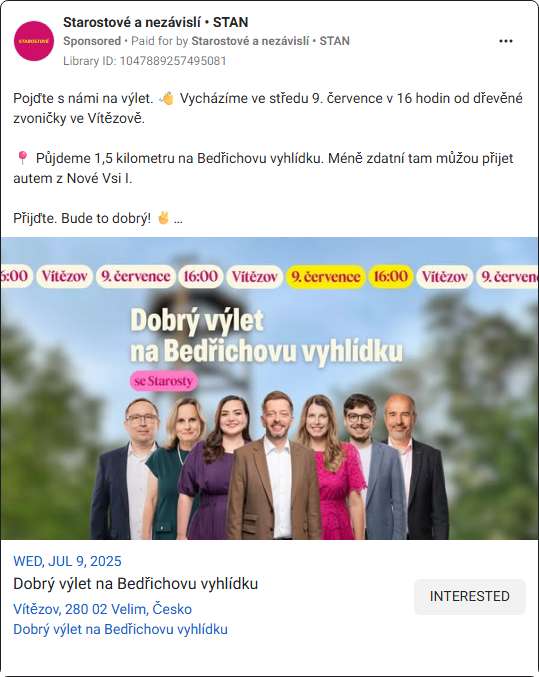 STAROSTOVÉ
Starostové a nezávislí • STAN
Sponsored • Paid for by Starostové a nezávislí • STAN
Library ID: 1047889257495081
Pojďte s námi na výlet. 👏 Vycházíme ve středu 9. července v 16 hodin od dřevěné
zvoničky ve Vítězově.
📍 Půjdeme 1,5 kilometru na Bedřichovu vyhlídku. Méně zdatní tam můžou přijet
autem z Nové Vsi I.
Přijďte. Bude to dobrý! ✌️ ...
6:00 Vítězov 9. července 16:00 Vítězov 9. července 16:00 Vítězov 9. červen
Dobrý výlet
na Bedřichovu vyhlídku
se Starosty
WED, JUL 9, 2025
Dobrý výlet na Bedřichovu vyhlídku
Vítězov, 280 02 Velim, Česko
Dobrý výlet na Bedřichovu vyhlídku
INTERESTED